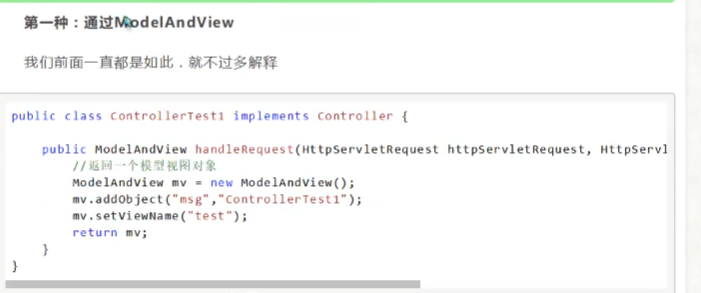 第一种：通过ModelAndView
我们前面一直都是如此．就不过多解释
public class ControllerTest1 implements Controller {
public ModelAndView handleRequest(HttpServletRequest httpServletRequest, HttpServl
//返回一个模型视图对象
ModelAndView mv = new ModelAndView();
mv.addObject("msg","ControllerTest1");
mv.setViewName("test");
return mv;
}
}